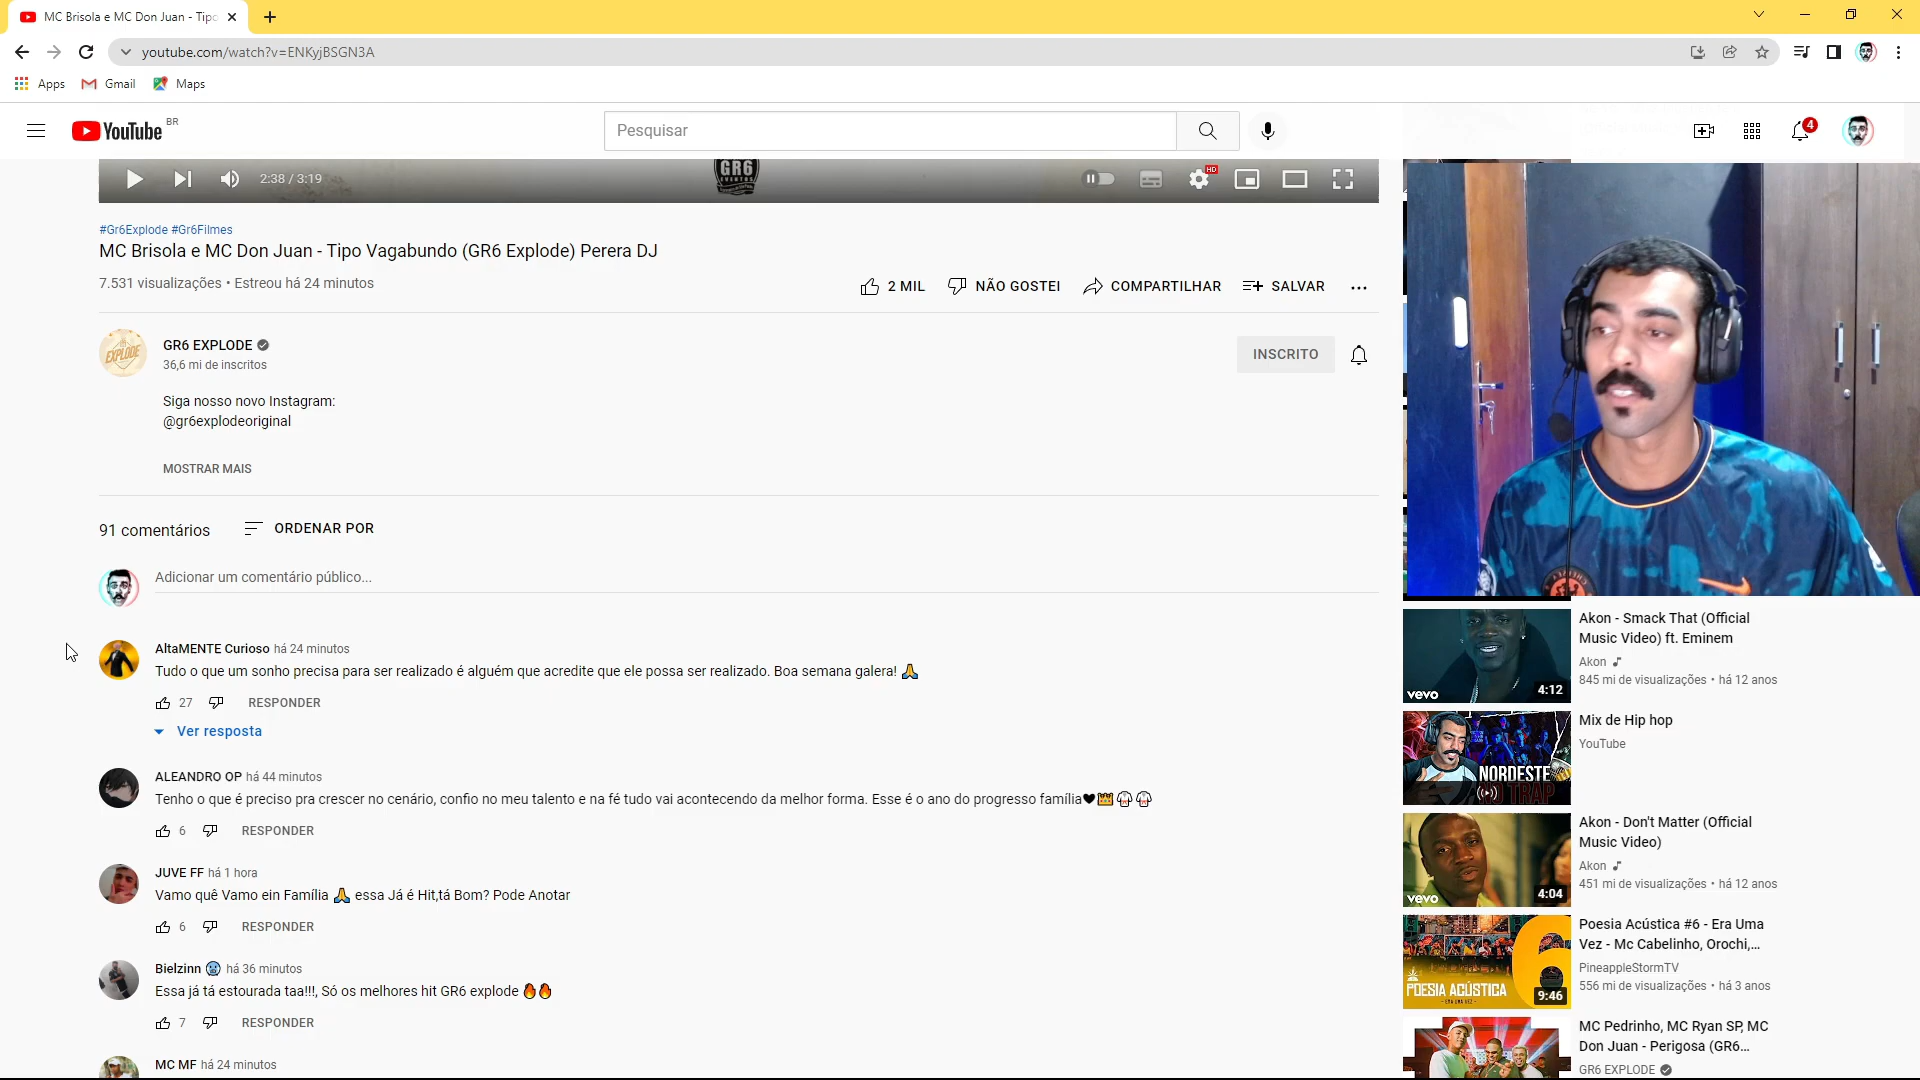 MC Brisola e MC Don Juan - Tipo
youtube.com/watch?v=ENKyjBSGN3A
Apps
Gmail
Maps
YouTube BR
Pesquisar
4
GR6
2:38 / 3:19
HD
#Gr6Explode #Gr6Filmes
MC Brisola e MC Don Juan - Tipo Vagabundo (GR6 Explode) Perera DJ
7.531 visualizações • Estreou há 24 minutos
2 MIL
NÃO GOSTEI
COMPARTILHAR
SALVAR
EXPLODE
GR6 EXPLODE
36,6 mi de inscritos
INSCRITO
Siga nosso novo Instagram:
@gr6explodeoriginal
MOSTRAR MAIS
91 comentários
ORDENAR POR
Adicionar um comentário público...
AltaMENTE Curioso há 24 minutos
Tudo o que um sonho precisa para ser realizado é alguém que acredite que ele possa ser realizado. Boa semana galera! 🙏
27
RESPONDER
Ver resposta
ALEANDRO OP há 44 minutos
Tenho o que é preciso pra crescer no cenário, confio no meu talento e na fé tudo vai acontecendo da melhor forma. Esse é o ano do progresso família🖤👑🥋🥋
6
RESPONDER
JUVE FF há 1 hora
Vamo quê Vamo ein Família 🙏 essa Já é Hit,tá Bom? Pode Anotar
6
RESPONDER
Bielzinn 🥶 há 36 minutos
Essa já tá estourada taa!!!, Só os melhores hit GR6 explode 🔥🔥
7
RESPONDER
MC MF há 24 minutos
vevo
4:12
Akon - Smack That (Official
Music Video) ft. Eminem
Akon
845 mi de visualizações • há 12 anos
NORDESTE
NO TRAP
Mix de Hip hop
YouTube
vevo
4:04
Akon - Don't Matter (Official
Music Video)
Akon
451 mi de visualizações • há 12 anos
6
POESIA ACÚSTICA
- ERA UMA VEZ -
9:46
Poesia Acústica #6 - Era Uma
Vez - Mc Cabelinho, Orochi,...
PineappleStormTV
556 mi de visualizações • há 3 anos
MC Pedrinho, MC Ryan SP, MC
Don Juan - Perigosa (GR6...
GR6 EXPLODE